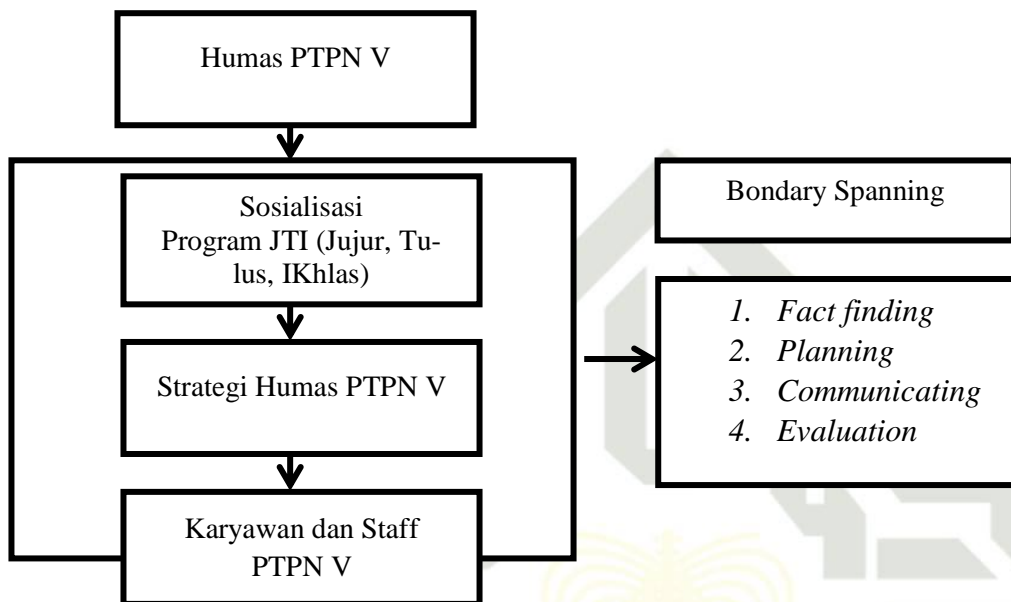 Humas PTPN V
Sosialisasi
Program JTI (Jujur, Tu-
lus, IKhlas)
Strategi Humas PTPN V
Karyawan dan Staff
PTPN V
Bondary Spanning
1. Fact finding
2. Planning
3. Communicating
4. Evaluation